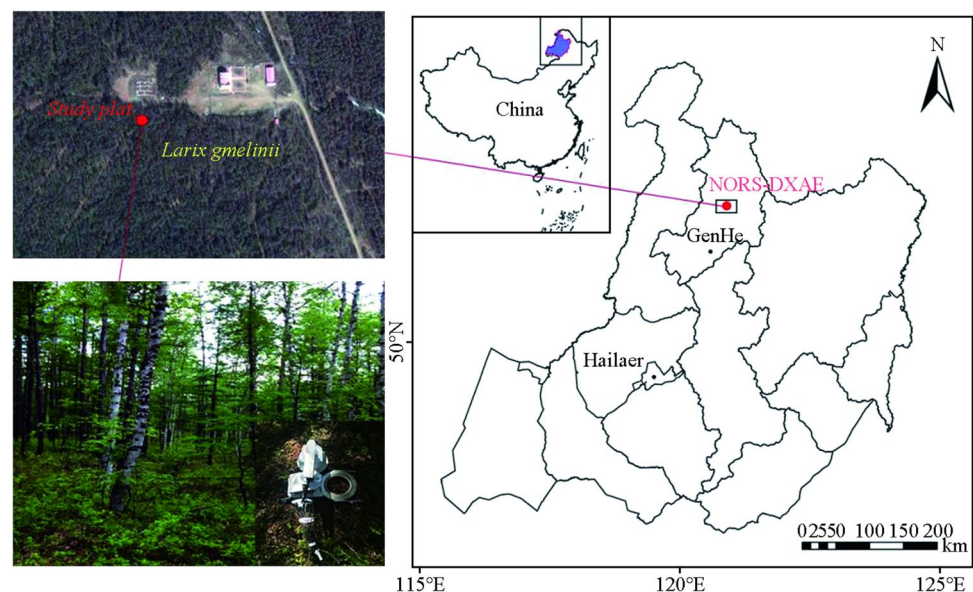 Study plat
Larix gmelinii
China
N
NORS-DXAE
GenHe
50°N
Hailaer
0 25 50 100 150 200
km
115°E
120°E
125°E